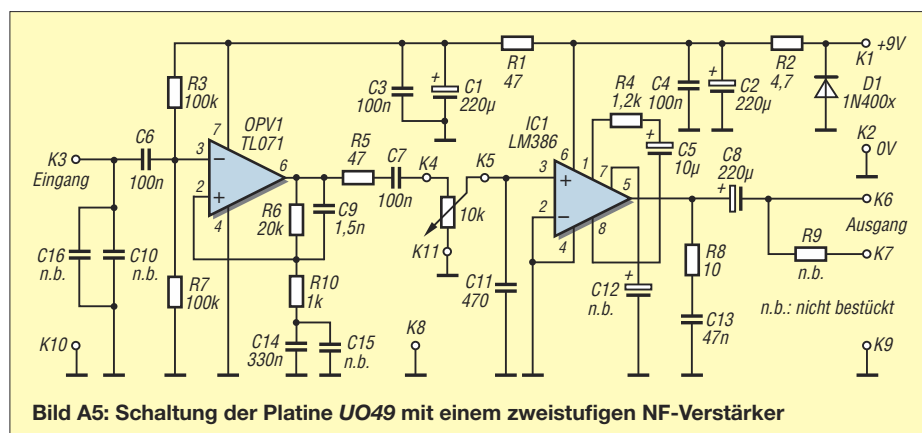 K1
+9V
R3
100k
C3
100n
C1
220µ
R1
47
R4
1,2k
C4
100n
C2
220µ
R2
4,7
D1
1N400x
OPV1
TL071
IC1
LM386
C5
10µ
K2
0V
K3
Eingang
C6
100n
7
3
2
4
6
R5
47
C7
100n
K4
K5
3
2
6
1
7
5
4
8
C8
220µ
K6
Ausgang
K7
R6
20k
C9
1,5n
10k
K11
R9
n.b.
C16
n.b.
C10
n.b.
R7
100k
R10
1k
C11
470
C12
n.b.
R8
10
n.b.: nicht bestückt
K10
C14
330n
C15
n.b.
K8
C13
47n
K9
Bild A5: Schaltung der Platine UO49 mit einem zweistufigen NF-Verstärker